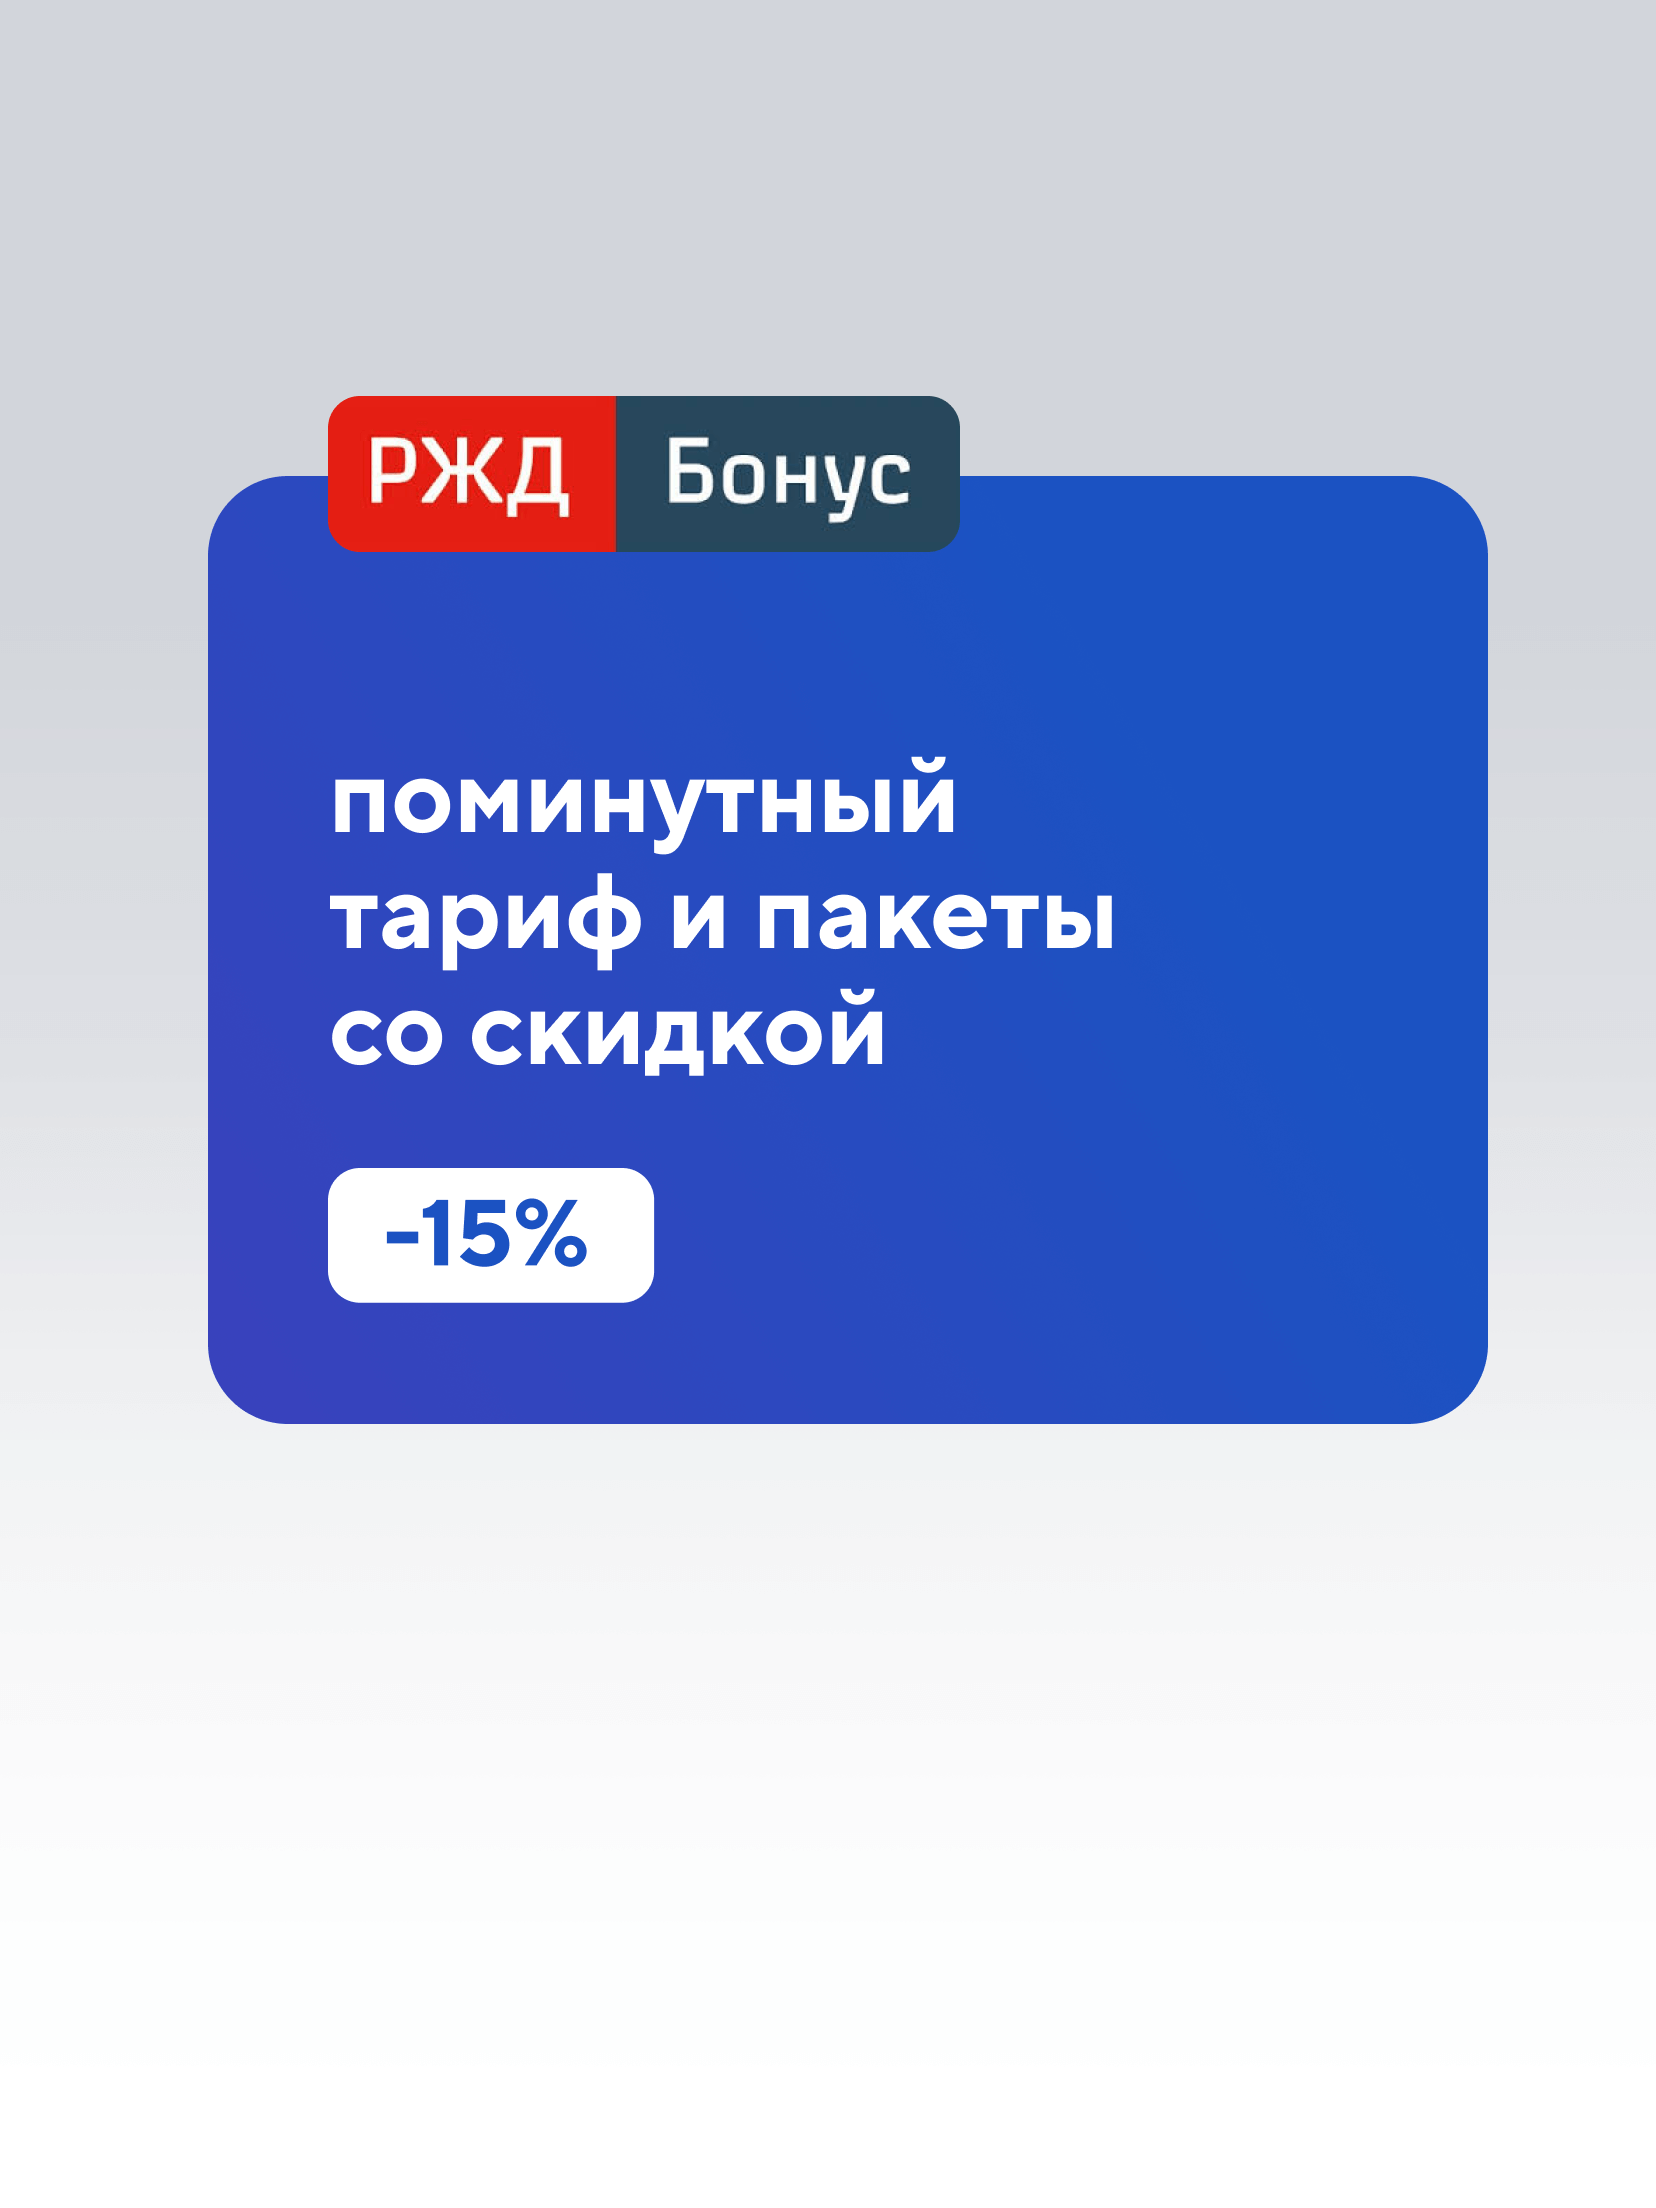 РЖД Бонус
поминутный
тариф и пакеты
со скидкой
-15%